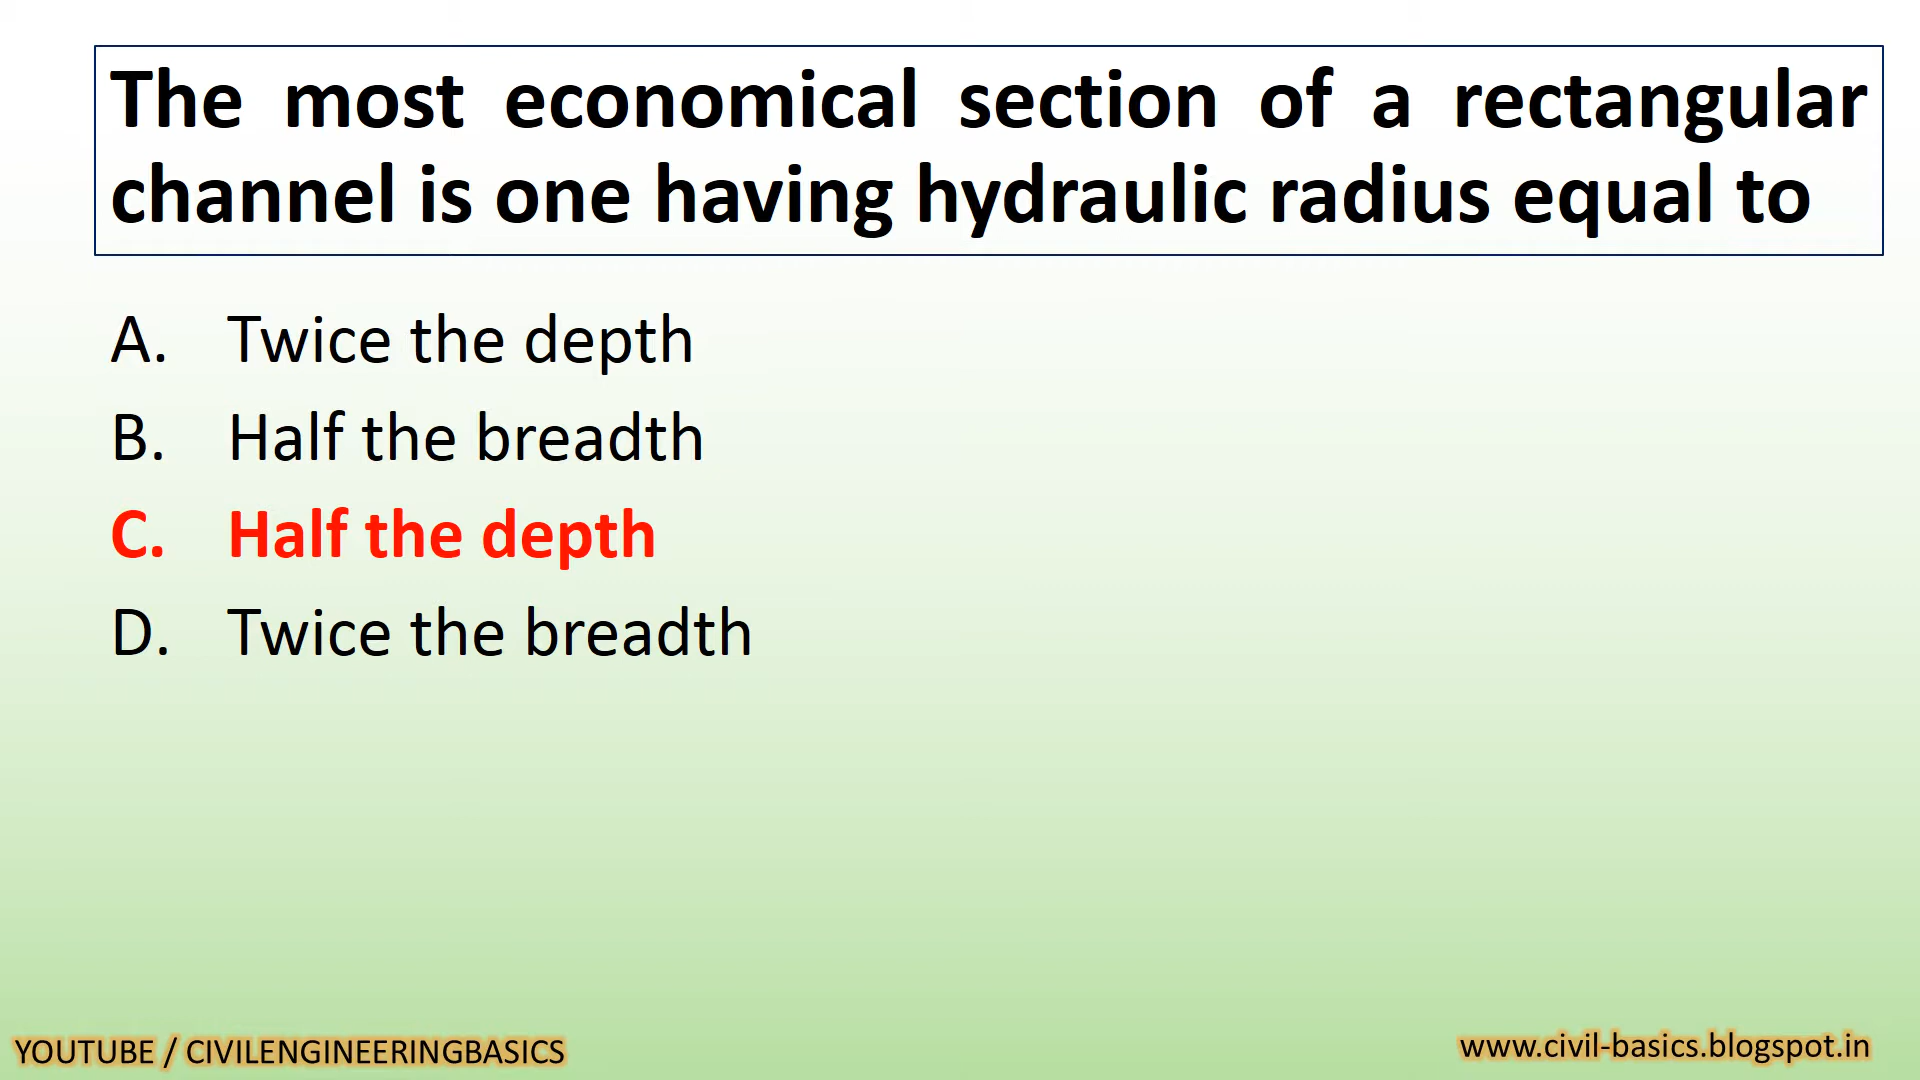 The most economical section of a rectangular
channel is one having hydraulic radius equal to
A. Twice the depth
B. Half the breadth
C. Half the depth
D. Twice the breadth
YOUTUBE / CIVILENGINEERINGBASICS
www.civil-basics.blogspot.in